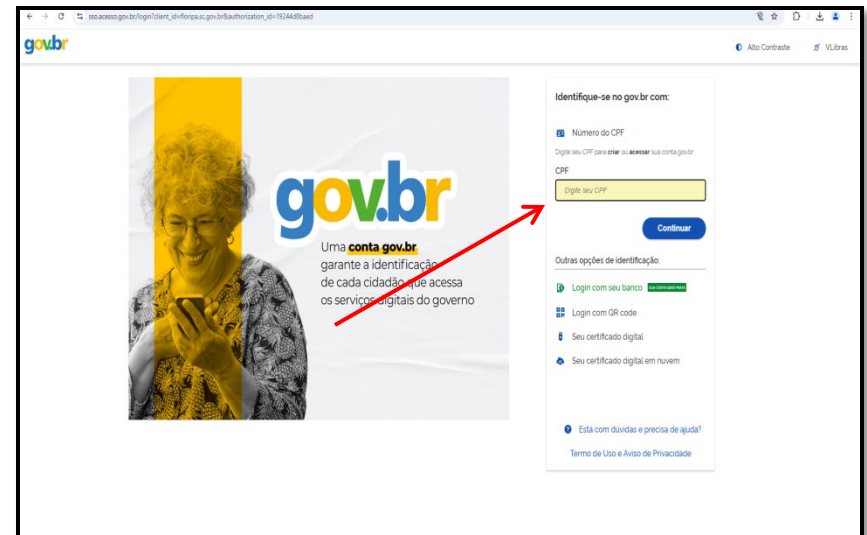 sso.acesso.gov.br/login?client_id=floripa.sc.gov.br&authorization_id=19244d8baed
gov.br
Alto Contraste
VLibras
gov.br
Uma conta gov.br
garante a identificação
de cada cidadão que acessa
os serviços digitais do governo
Identifique-se no gov.br com:
Número do CPF
Digite seu CPF para criar ou acessar sua conta gov.br
CPF
Digite seu CPF
Continuar
Outras opções de identificação:
Login com seu banco
Login com QR code
Seu certificado digital
Seu certificado digital em nuvem
Está com dúvidas e precisa de ajuda?
Termo de Uso e Aviso de Privacidade